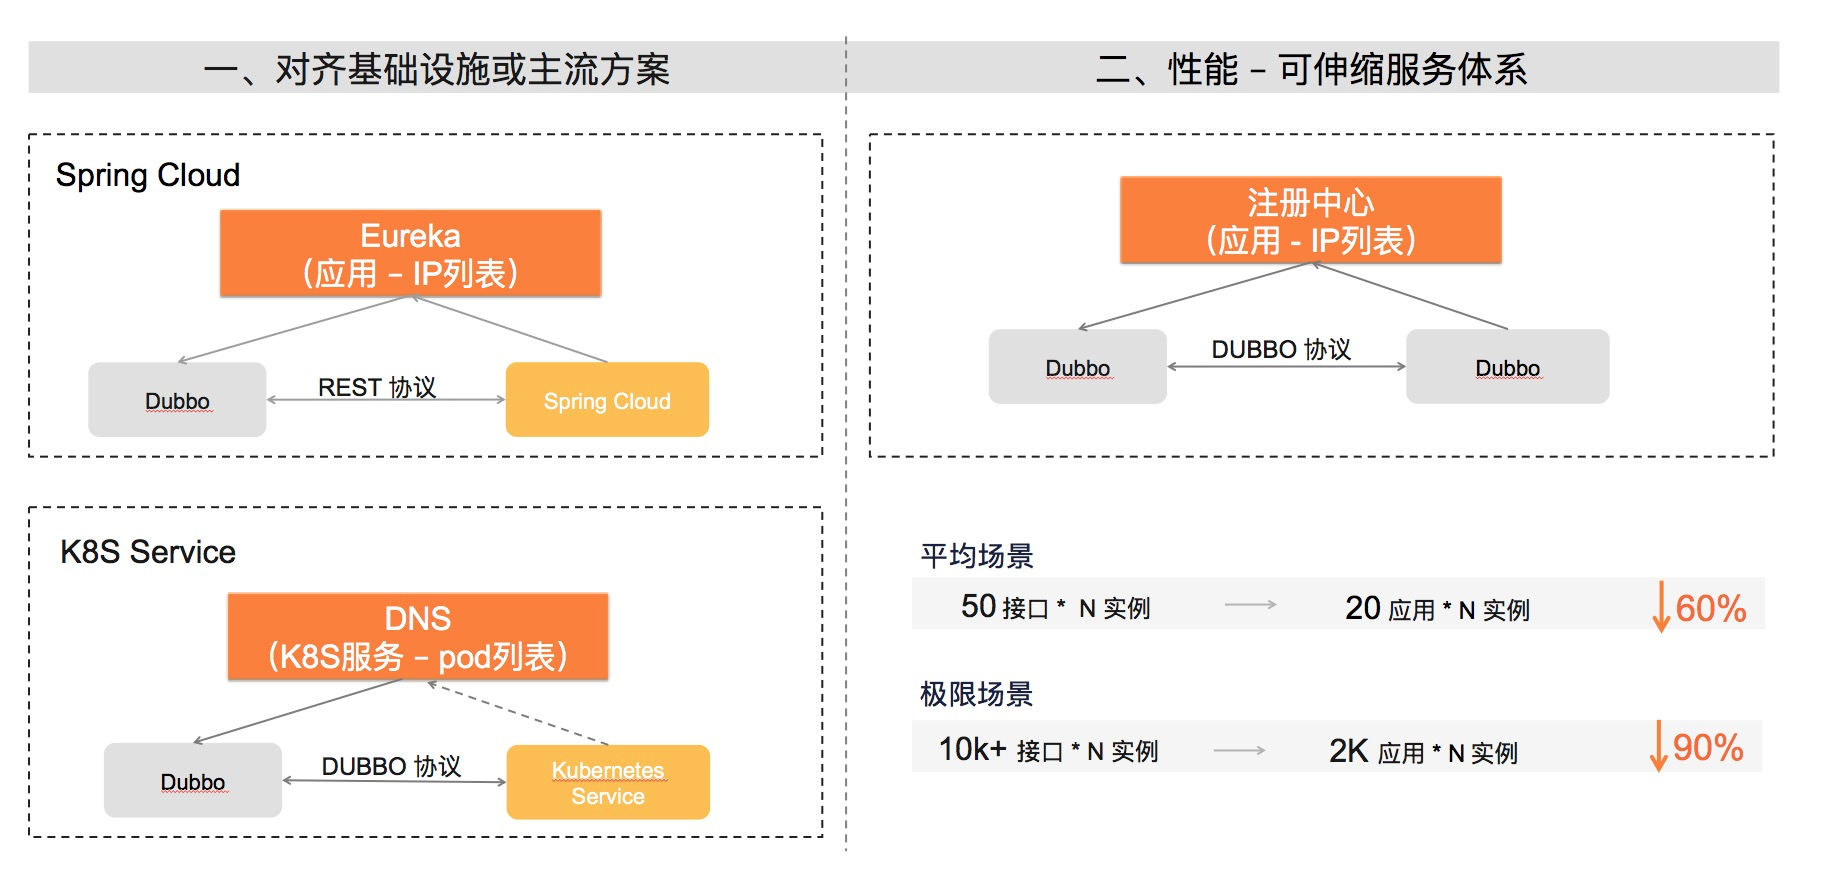 一、对齐基础设施或主流方案
Spring Cloud
Eureka
（应用 – IP列表）
Dubbo
REST 协议
Spring Cloud
K8S Service
DNS
（K8S服务 – pod列表）
Dubbo
DUBBO 协议
Kubernetes
Service
二、性能 – 可伸缩服务体系
注册中心
（应用 - IP列表）
Dubbo
DUBBO 协议
Dubbo
平均场景
50 接口 * N 实例
20 应用 * N 实例
60%
极限场景
10k+ 接口 * N 实例
2K 应用 * N 实例
90%